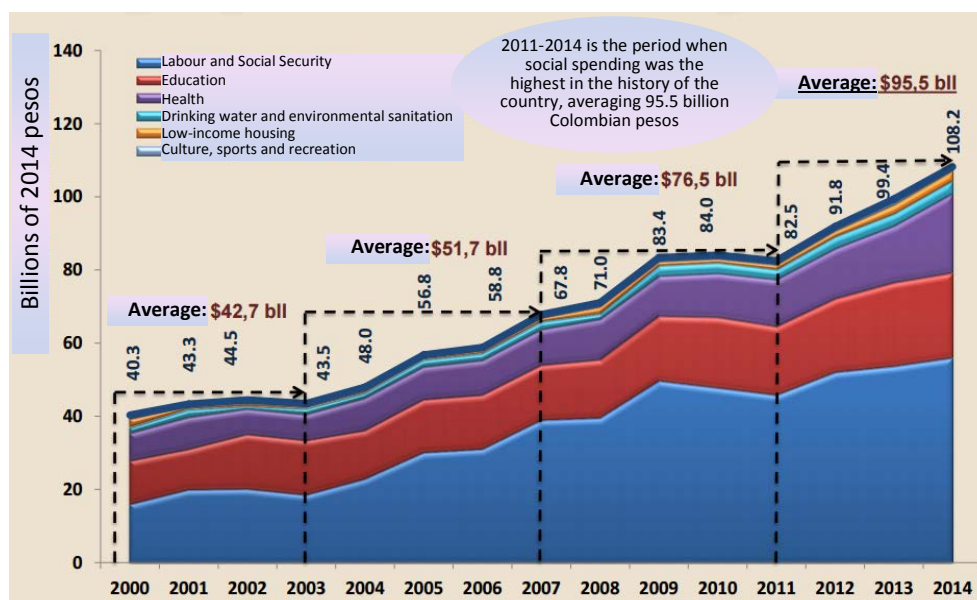 Billions of 2014 pesos
140
120
100
80
60
40
20
0
Labour and Social Security
Education
Health
Drinking water and environmental sanitation
Low-income housing
Culture, sports and recreation
2011-2014 is the period when
social spending was the
highest in the history of the
country, averaging 95.5 billion
Colombian pesos
Average: $95,5 bll
Average: $76,5 bll
Average: $51,7 bll
Average: $42,7 bll
40.3
43.3
44.5
43.5
48.0
56.8
58.8
67.8
71.0
83.4
84.0
82.5
91.8
99.4
108.2
2000 2001 2002 2003 2004 2005 2006 2007 2008 2009 2010 2011 2012 2013 2014